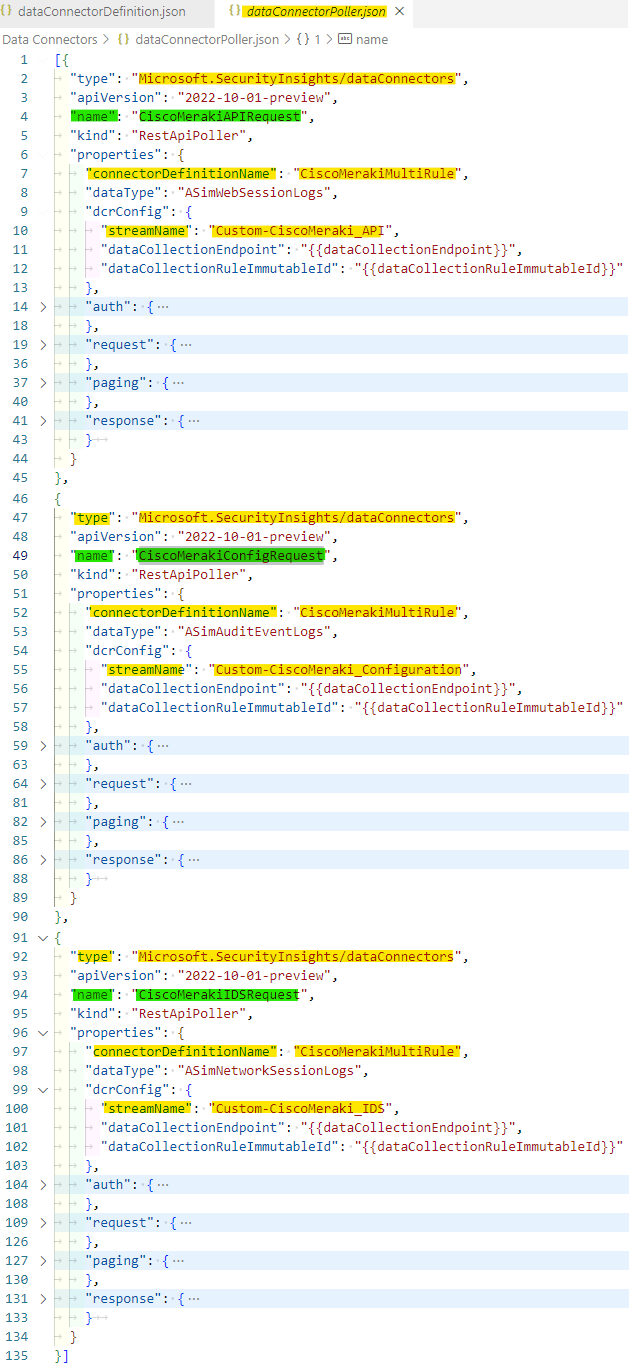 dataConnectorDefinition.json dataConnectorPoller.json ×
Data Connectors > {} dataConnectorPoller.json > {} 1 > abc name
1 [{
2 "type": "Microsoft.SecurityInsights/dataConnectors",
3 "apiVersion": "2022-10-01-preview",
4 "name": "CiscoMerakiAPIRequest",
5 "kind": "RestApiPoller",
6 "properties": {
7 "connectorDefinitionName": "CiscoMerakiMultiRule",
8 "dataType": "ASimWebSessionLogs",
9 "dcrConfig": {
10 "streamName": "Custom-CiscoMeraki_API",
11 "dataCollectionEndpoint": "{{dataCollectionEndpoint}}",
12 "dataCollectionRuleImmutableId": "{{dataCollectionRuleImmutableId}}"
13 },
14 > "auth": { ···
18 },
19 > "request": { ···
36 },
37 > "paging": { ···
40 },
41 > "response": { ···
43 }
44 }
45 },
46 {
47 "type": "Microsoft.SecurityInsights/dataConnectors",
48 "apiVersion": "2022-10-01-preview",
49 "name": "CiscoMerakiConfigRequest",
50 "kind": "RestApiPoller",
51 "properties": {
52 "connectorDefinitionName": "CiscoMerakiMultiRule",
53 "dataType": "ASimAuditEventLogs",
54 "dcrConfig": {
55 "streamName": "Custom-CiscoMeraki_Configuration",
56 "dataCollectionEndpoint": "{{dataCollectionEndpoint}}",
57 "dataCollectionRuleImmutableId": "{{dataCollectionRuleImmutableId}}"
58 },
59 > "auth": { ···
63 },
64 > "request": { ···
81 },
82 > "paging": { ···
85 },
86 > "response": { ···
88 }
89 }
90 },
91 {
92 "type": "Microsoft.SecurityInsights/dataConnectors",
93 "apiVersion": "2022-10-01-preview",
94 "name": "CiscoMerakiIDSRequest",
95 "kind": "RestApiPoller",
96 "properties": {
97 "connectorDefinitionName": "CiscoMerakiMultiRule",
98 "dataType": "ASimNetworkSessionLogs",
99 "dcrConfig": {
100 "streamName": "Custom-CiscoMeraki_IDS",
101 "dataCollectionEndpoint": "{{dataCollectionEndpoint}}",
102 "dataCollectionRuleImmutableId": "{{dataCollectionRuleImmutableId}}"
103 },
104 > "auth": { ···
108 },
109 > "request": { ···
126 },
127 > "paging": { ···
130 },
131 > "response": { ···
133 }
134 }
135 }]